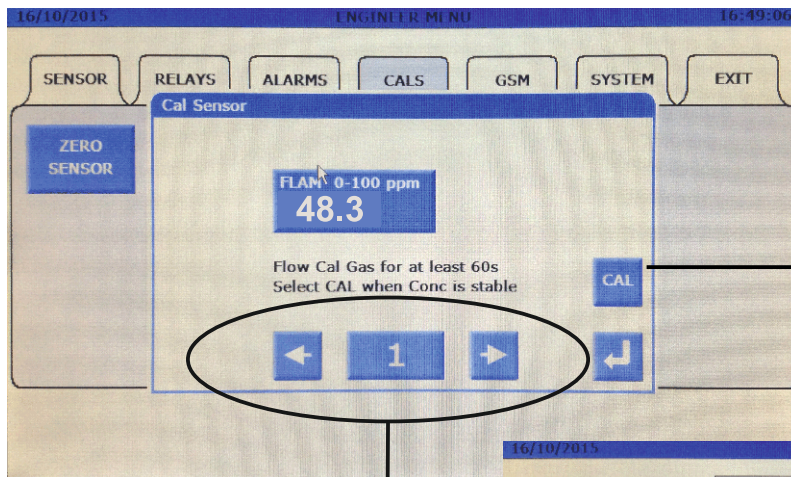 16/10/2015 ENGINEER MENU 16:49:06
SENSOR RELAYS ALARMS CALS GSM SYSTEM EXIT
Cal Sensor
ZERO
SENSOR
FLAM 0-100 ppm
48.3
Flow Cal Gas for at least 60s
Select CAL when Conc is stable
CAL
1
16/10/2015